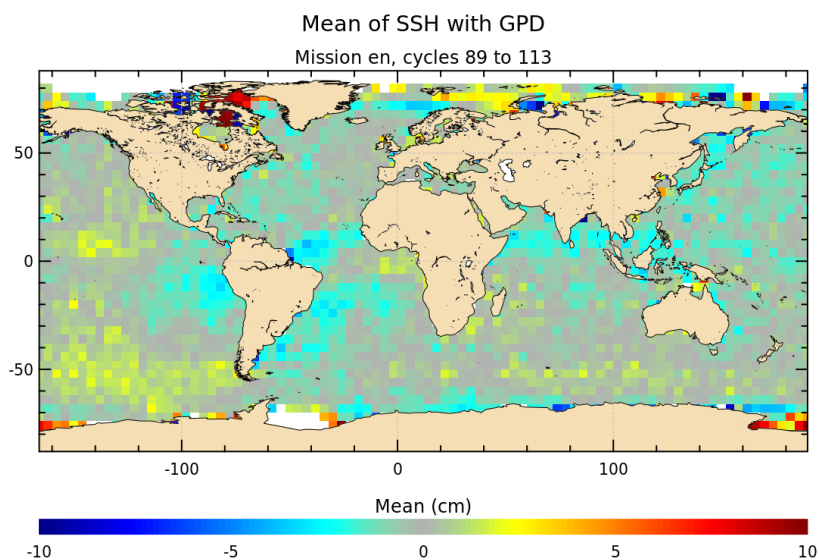 Mean of SSH with GPD
Mission en, cycles 89 to 113
50
0
-50
-100 0 100
Mean (cm)
-10 -5 0 5 10